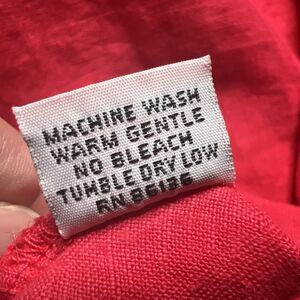 MACHINE WASH
WARM GENTLE
NO BLEACH
TUMBLE DRY LOW
RN